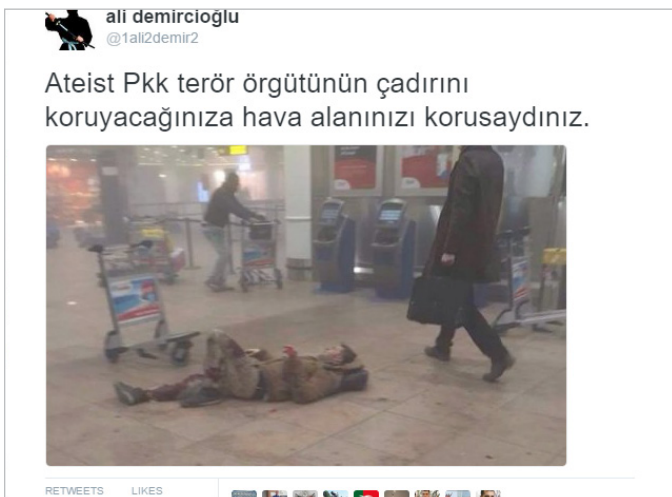 ali demircioğlu
@1ali2demir2
Ateist Pkk terör örgütünün çadırını
koruyacağınıza hava alanınızı korusaydınız.
RETWEETS LIKES